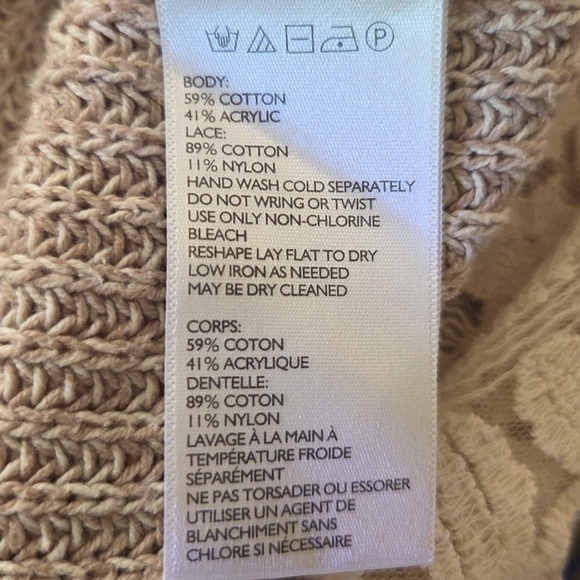 P
BODY:
59% COTTON
41% ACRYLIC
LACE:
89% COTTON
11% NYLON
HAND WASH COLD SEPARATELY
DO NOT WRING OR TWIST
USE ONLY NON-CHLORINE
BLEACH
RESHAPE LAY FLAT TO DRY
LOW IRON AS NEEDED
MAY BE DRY CLEANED
CORPS:
59% COTON
41% ACRYLIQUE
DENTELLE:
89% COTON
11% NYLON
LAVAGE À LA MAIN À
TEMPÉRATURE FROIDE
SÉPARÉMENT
NE PAS TORSADER OU ESSORER
UTILISER UN AGENT DE
BLANCHIMENT SANS
CHLORE SI NÉCESSAIRE